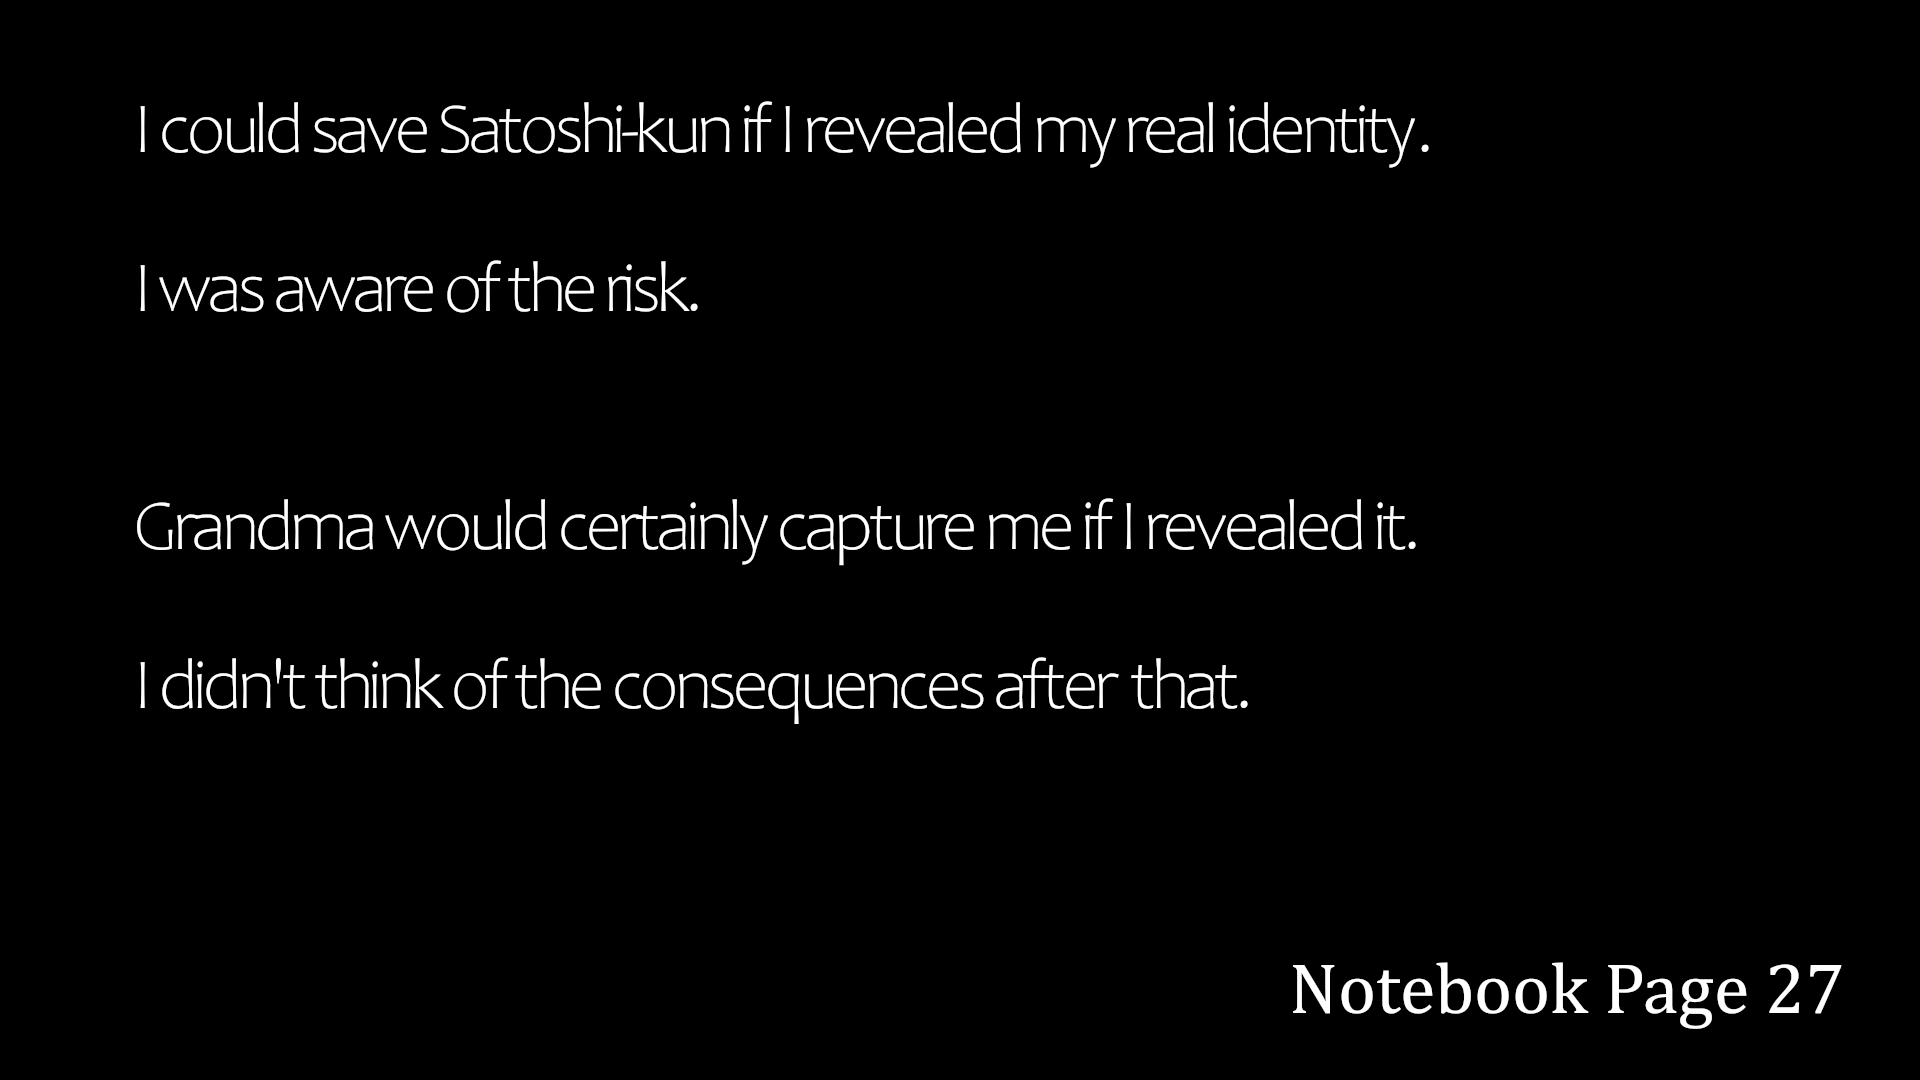 I could save Satoshi-kun if I revealed my real identity.
I was aware of the risk.
Grandma would certainly capture me if I revealed it.
I didn't think of the consequences after that.
Notebook Page 27